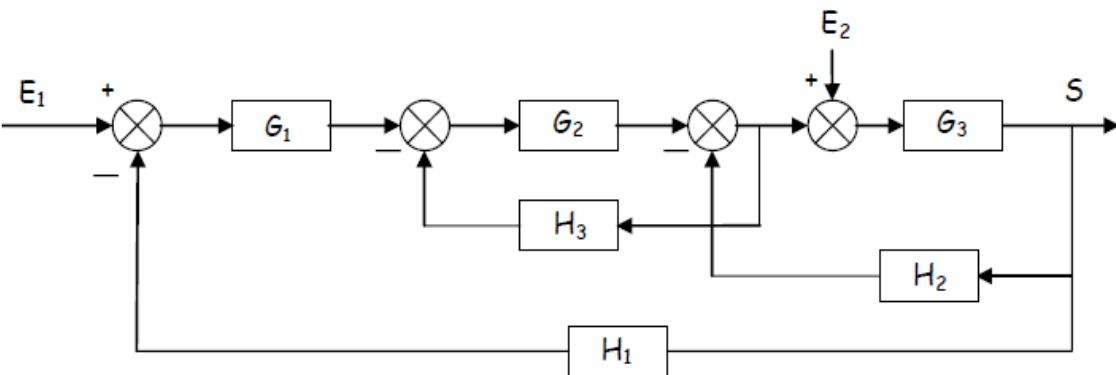 E₂
E₁ + + S
G₁ G₂ G₃
— — —
—
H₃
H₂
H₁